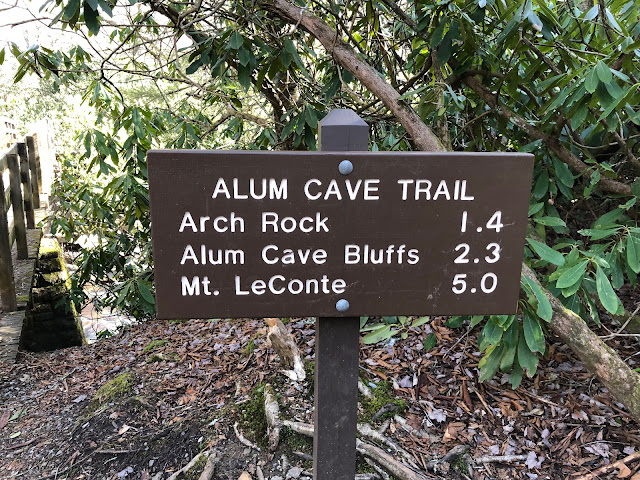 ALUM CAVE TRAIL
Arch Rock 1.4
Alum Cave Bluffs 2.3
Mt. LeConte 5.0